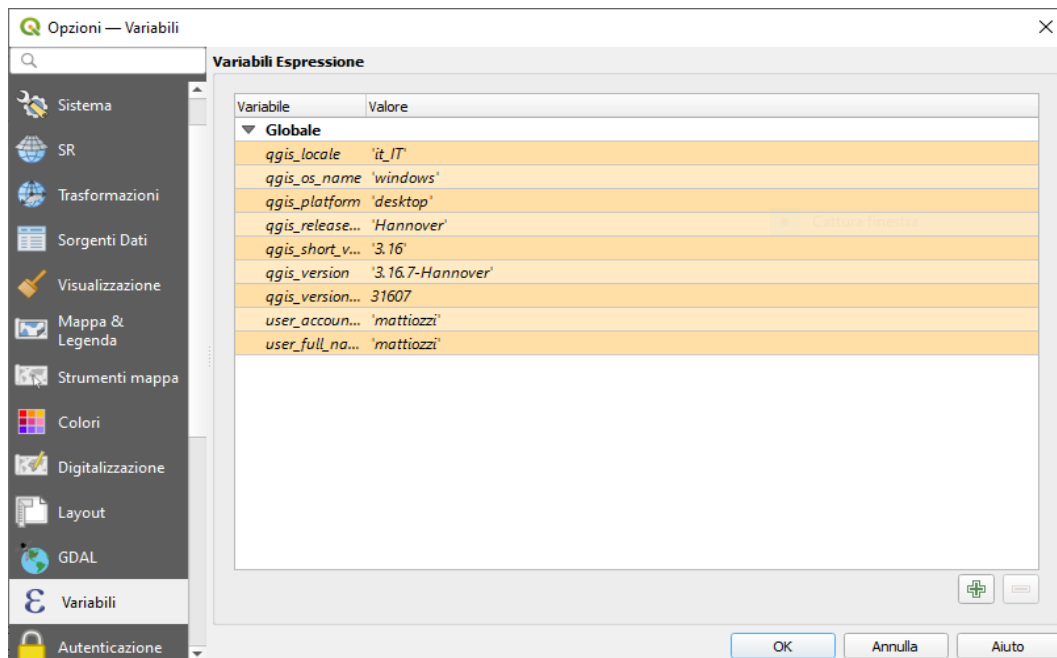 Opzioni — Variabili
Variabili Espressione
Sistema
SR
Trasformazioni
Sorgenti Dati
Visualizzazione
Mappa &
Legenda
Strumenti mappa
Colori
Digitalizzazione
Layout
GDAL
Variabili
Autenticazione
Variabile Valore
Globale
qgis_locale 'it_IT'
qgis_os_name 'windows'
qgis_platform 'desktop'
qgis_release... 'Hannover'
qgis_short_v... '3.16'
qgis_version '3.16.7-Hannover'
qgis_version... 31607
user_accoun... 'mattiozzi'
user_full_na... 'mattiozzi'
Cattura finestra
OK Annulla Aiuto